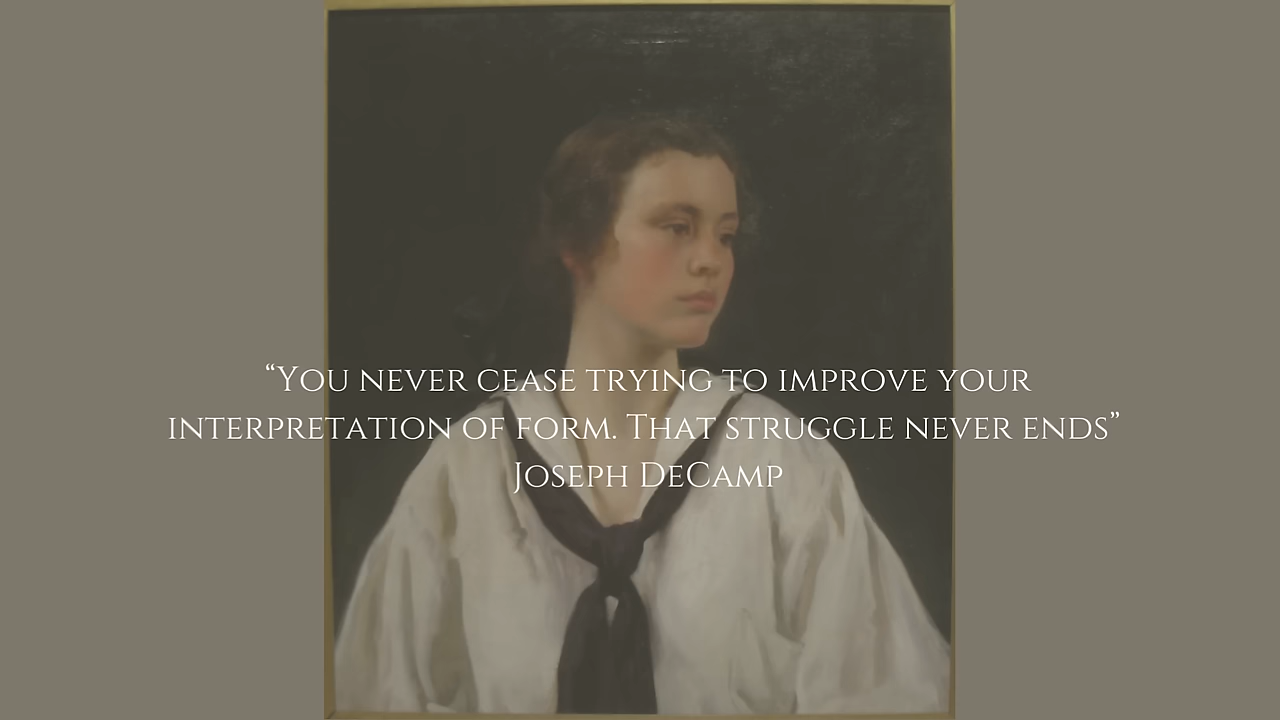 “You never cease trying to improve your
interpretation of form. That struggle never ends”
Joseph DeCamp